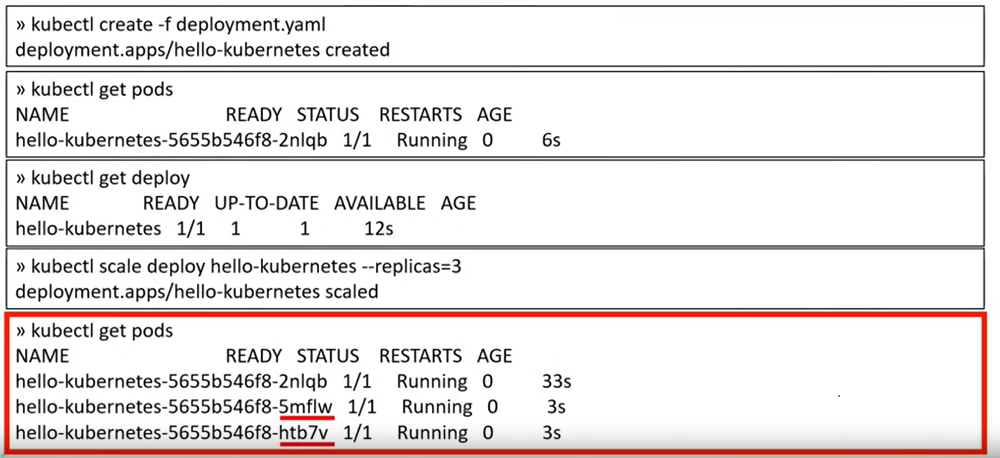 » kubectl create -f deployment.yaml
deployment.apps/hello-kubernetes created
» kubectl get pods
NAME READY STATUS RESTARTS AGE
hello-kubernetes-5655b546f8-2nlqb 1/1 Running 0 6s
» kubectl get deploy
NAME READY UP-TO-DATE AVAILABLE AGE
hello-kubernetes 1/1 1 1 12s
» kubectl scale deploy hello-kubernetes --replicas=3
deployment.apps/hello-kubernetes scaled
» kubectl get pods
NAME READY STATUS RESTARTS AGE
hello-kubernetes-5655b546f8-2nlqb 1/1 Running 0 33s
hello-kubernetes-5655b546f8-5mflw 1/1 Running 0 3s
hello-kubernetes-5655b546f8-htb7v 1/1 Running 0 3s